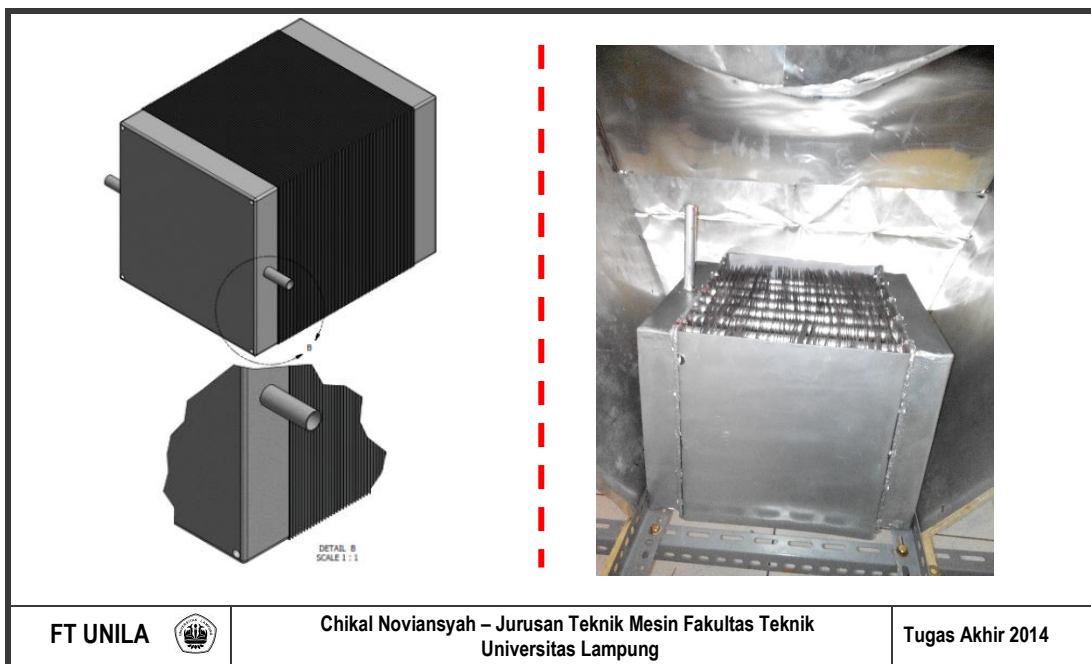 B
DETAIL B
SCALE 1 : 1
FT UNILA
Chikal Noviansyah – Jurusan Teknik Mesin Fakultas Teknik
Universitas Lampung
Tugas Akhir 2014